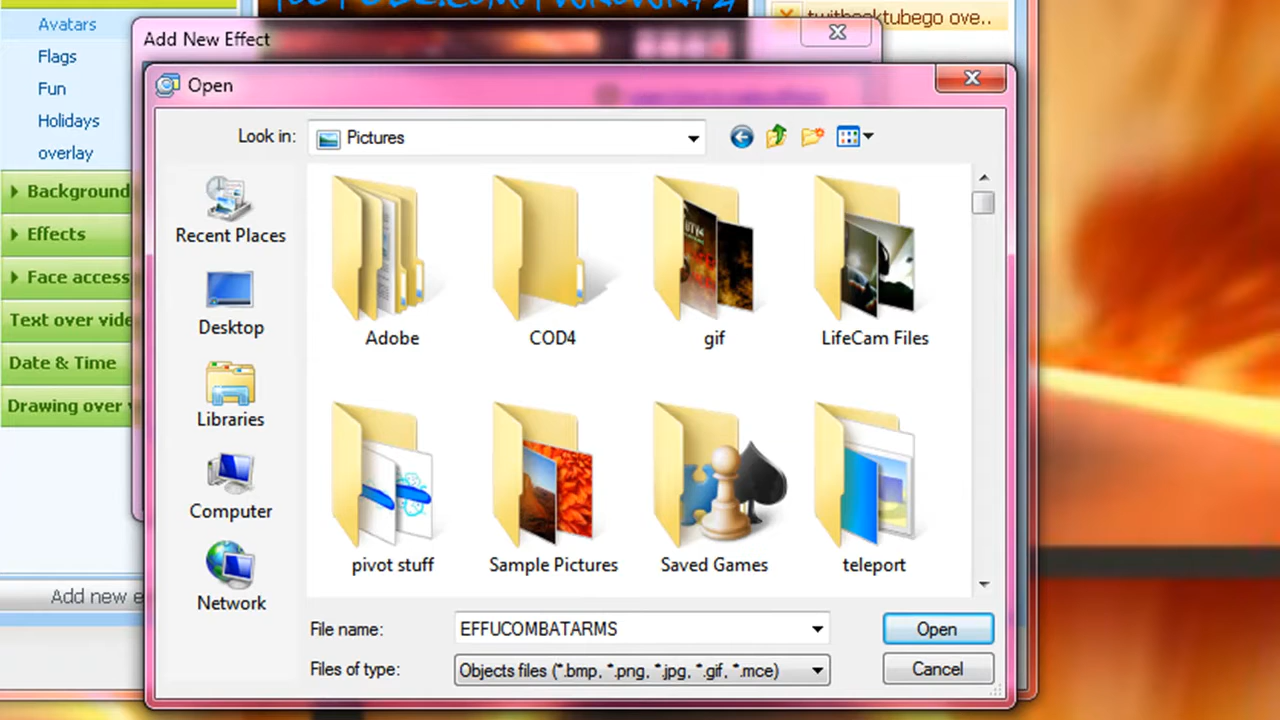 Avatars
Flags
Fun
Holidays
overlay
Background
Effects
Face access
Text over vide
Date & Time
Drawing over
Add new e
Add New Effect
twitbooktubego ove..
Open
Look in:
Pictures
Recent Places
Desktop
Libraries
Computer
Network
Adobe
COD4
gif
LifeCam Files
pivot stuff
Sample Pictures
Saved Games
teleport
File name:
EFFUCOMBATARMS
Open
Files of type:
Objects files (*.bmp, *.png, *.jpg, *.gif, *.mce)
Cancel